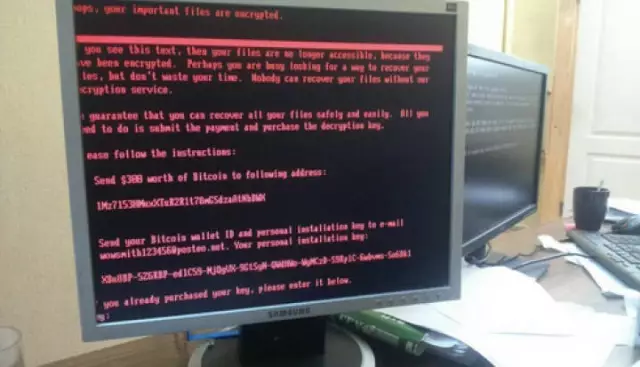 ops, your important files are encrypted.
you see this text, then your files are no longer accessible, because they
ve been encrypted. Perhaps you are busy looking for a way to recover your
les, but don't waste your time. Nobody can recover your files without our
cryption service.
guarantee that you can recover all your files safely and easily. All you
ed to do is submit the payment and purchase the decryption key.
ease follow the instructions:
Send $300 worth of Bitcoin to following address:
Send your Bitcoin wallet ID and personal installation key to e-mail
wowsmith123456@posteo.net. Your personal installation key:
you already purchased your key, please enter it below.
y:
SAMSUNG